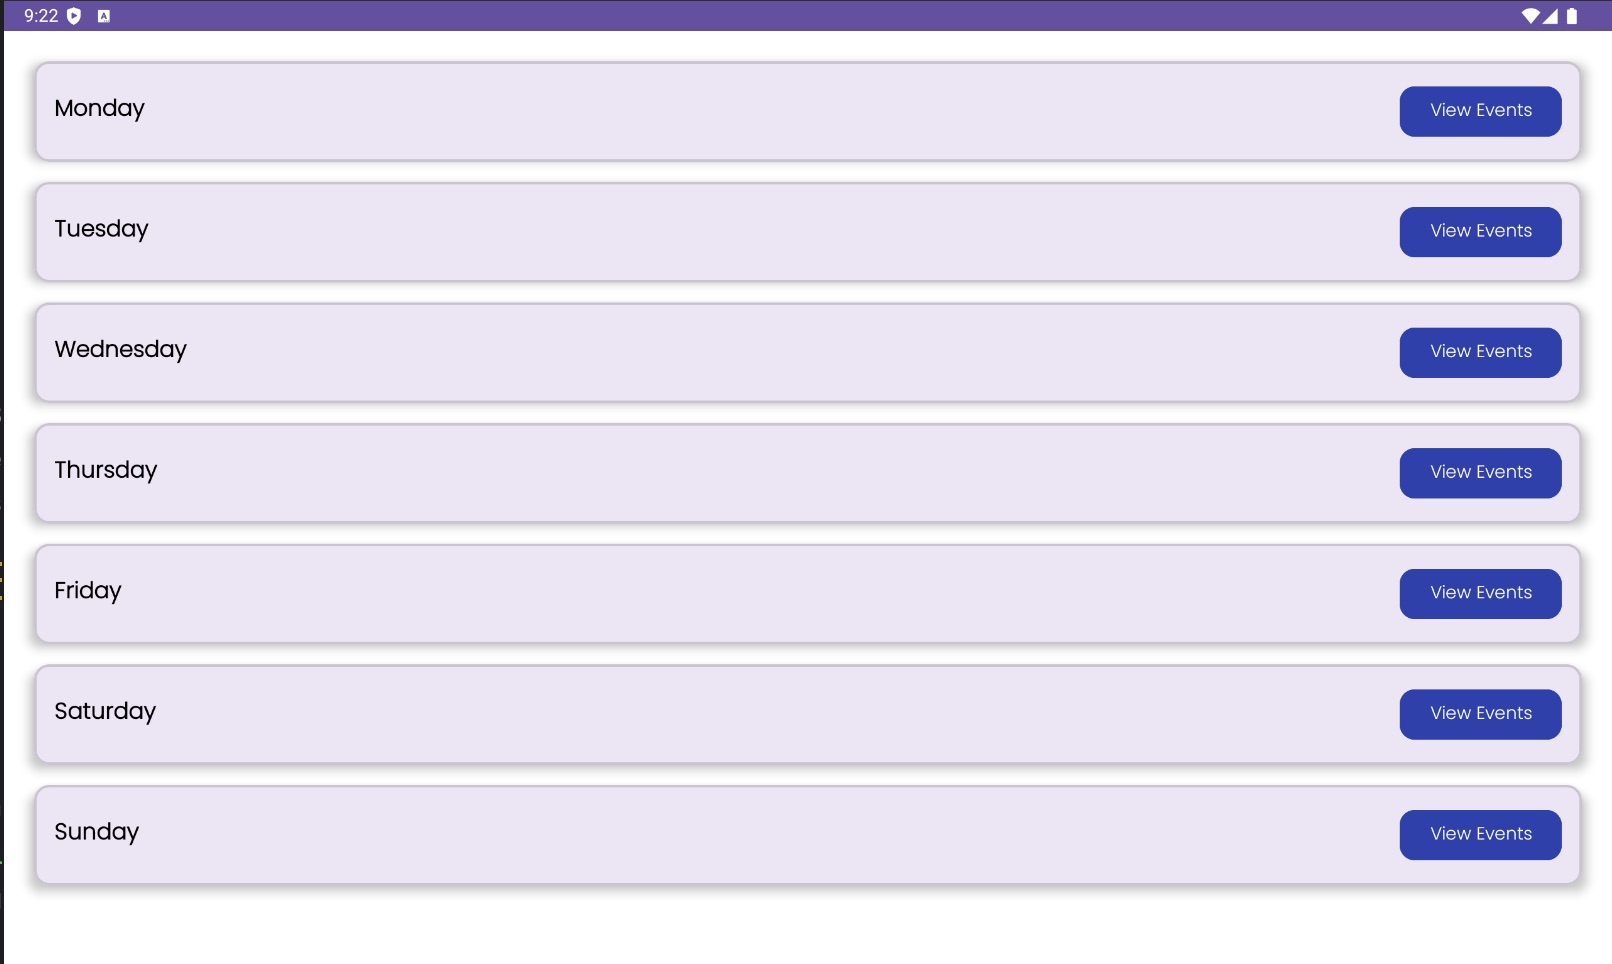 9:22
Monday
View Events
Tuesday
View Events
Wednesday
View Events
Thursday
View Events
Friday
View Events
Saturday
View Events
Sunday
View Events